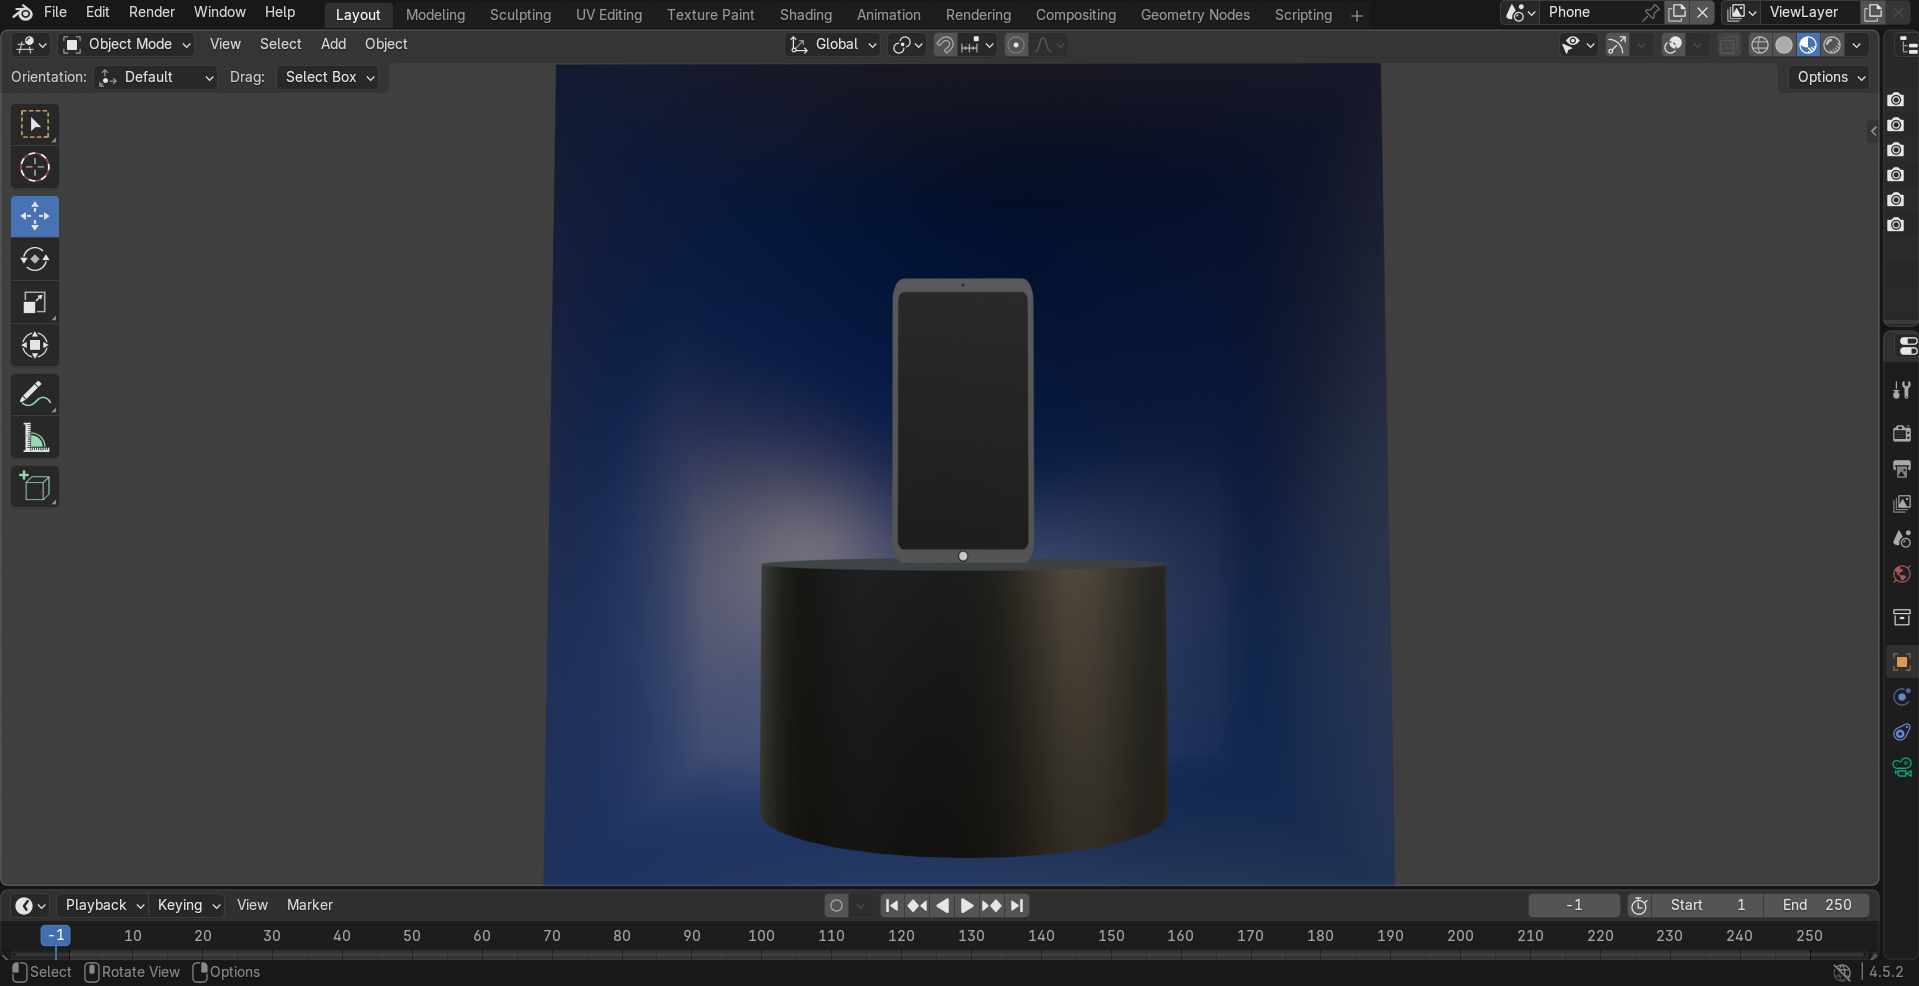 File Edit Render Window Help Layout Modeling Sculpting UV Editing Texture Paint Shading Animation Rendering Compositing Geometry Nodes Scripting Phone ViewLayer
Object Mode View Select Add Object Global
Orientation: Default Drag: Select Box Options
Playback Keying View Marker -1 Start 1 End 250
-1 10 20 30 40 50 60 70 80 90 100 110 120 130 140 150 160 170 180 190 200 210 220 230 240 250
Select Rotate View Options 4.5.2